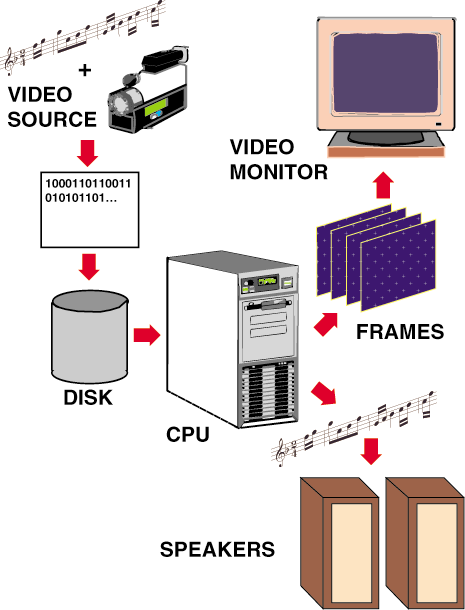 +
VIDEO
SOURCE
1000110110011
010101101...
DISK
CPU
VIDEO
MONITOR
FRAMES
SPEAKERS